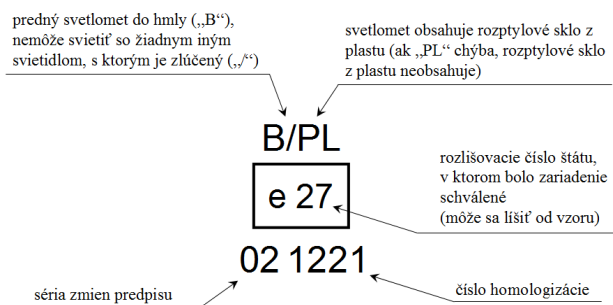 predný svetlomet do hmly („B“),
nemôže svietiť so žiadnym iným
svietidlom, s ktorým je zlúčený („/“)
svetlomet obsahuje rozptylové sklo z
plastu (ak „PL“ chýba, rozptylové sklo
z plastu neobsahuje)
B/PL
e 27
rozlišovacie číslo štátu,
v ktorom bolo zariadenie
schválené
(môže sa líšiť od vzoru)
02 1221
séria zmien predpisu
číslo homologizácie